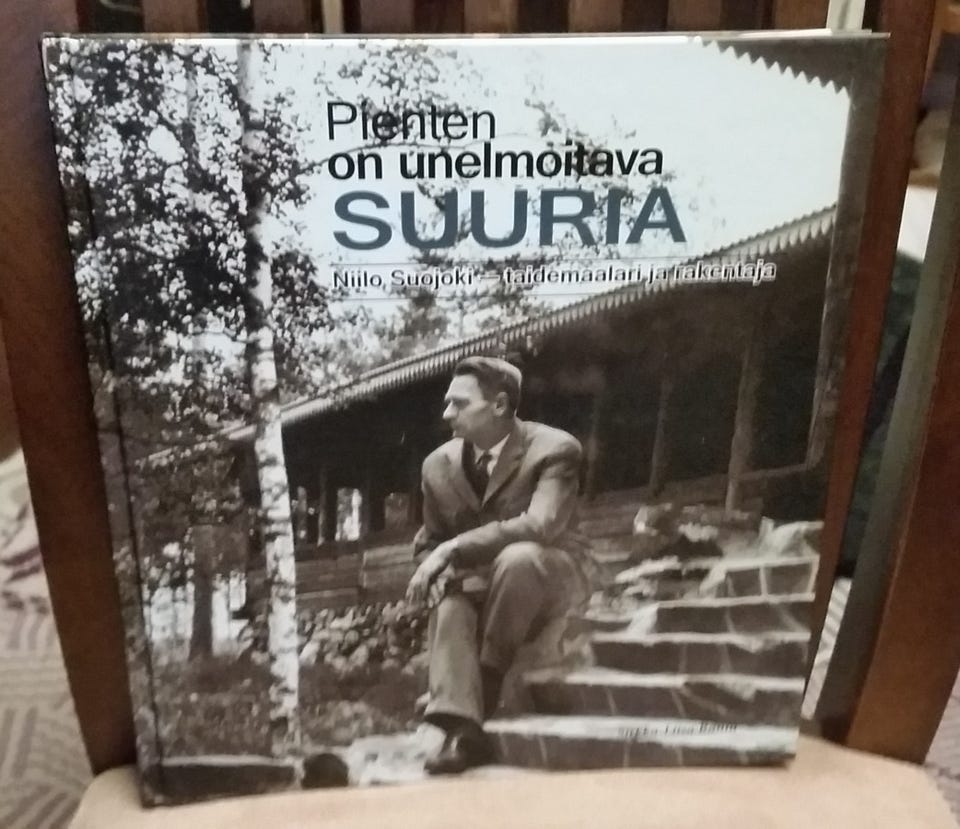 Pienten
on unelmoitava
SUURIA
Niilo Suojoki – taidemaalari ja rakentaja